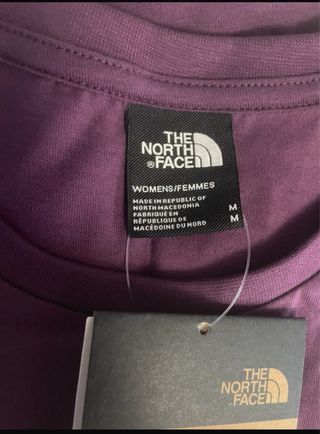 THE
NORTH
®FACE
WOMENS/FEMMES
MADE IN REPUBLIC OF
NORTH MACEDONIA M
FABRIQUÉ EN
RÉPUBLIQUE DE M
MACÉDOINE DU NORD
THE
NORTH
FACE